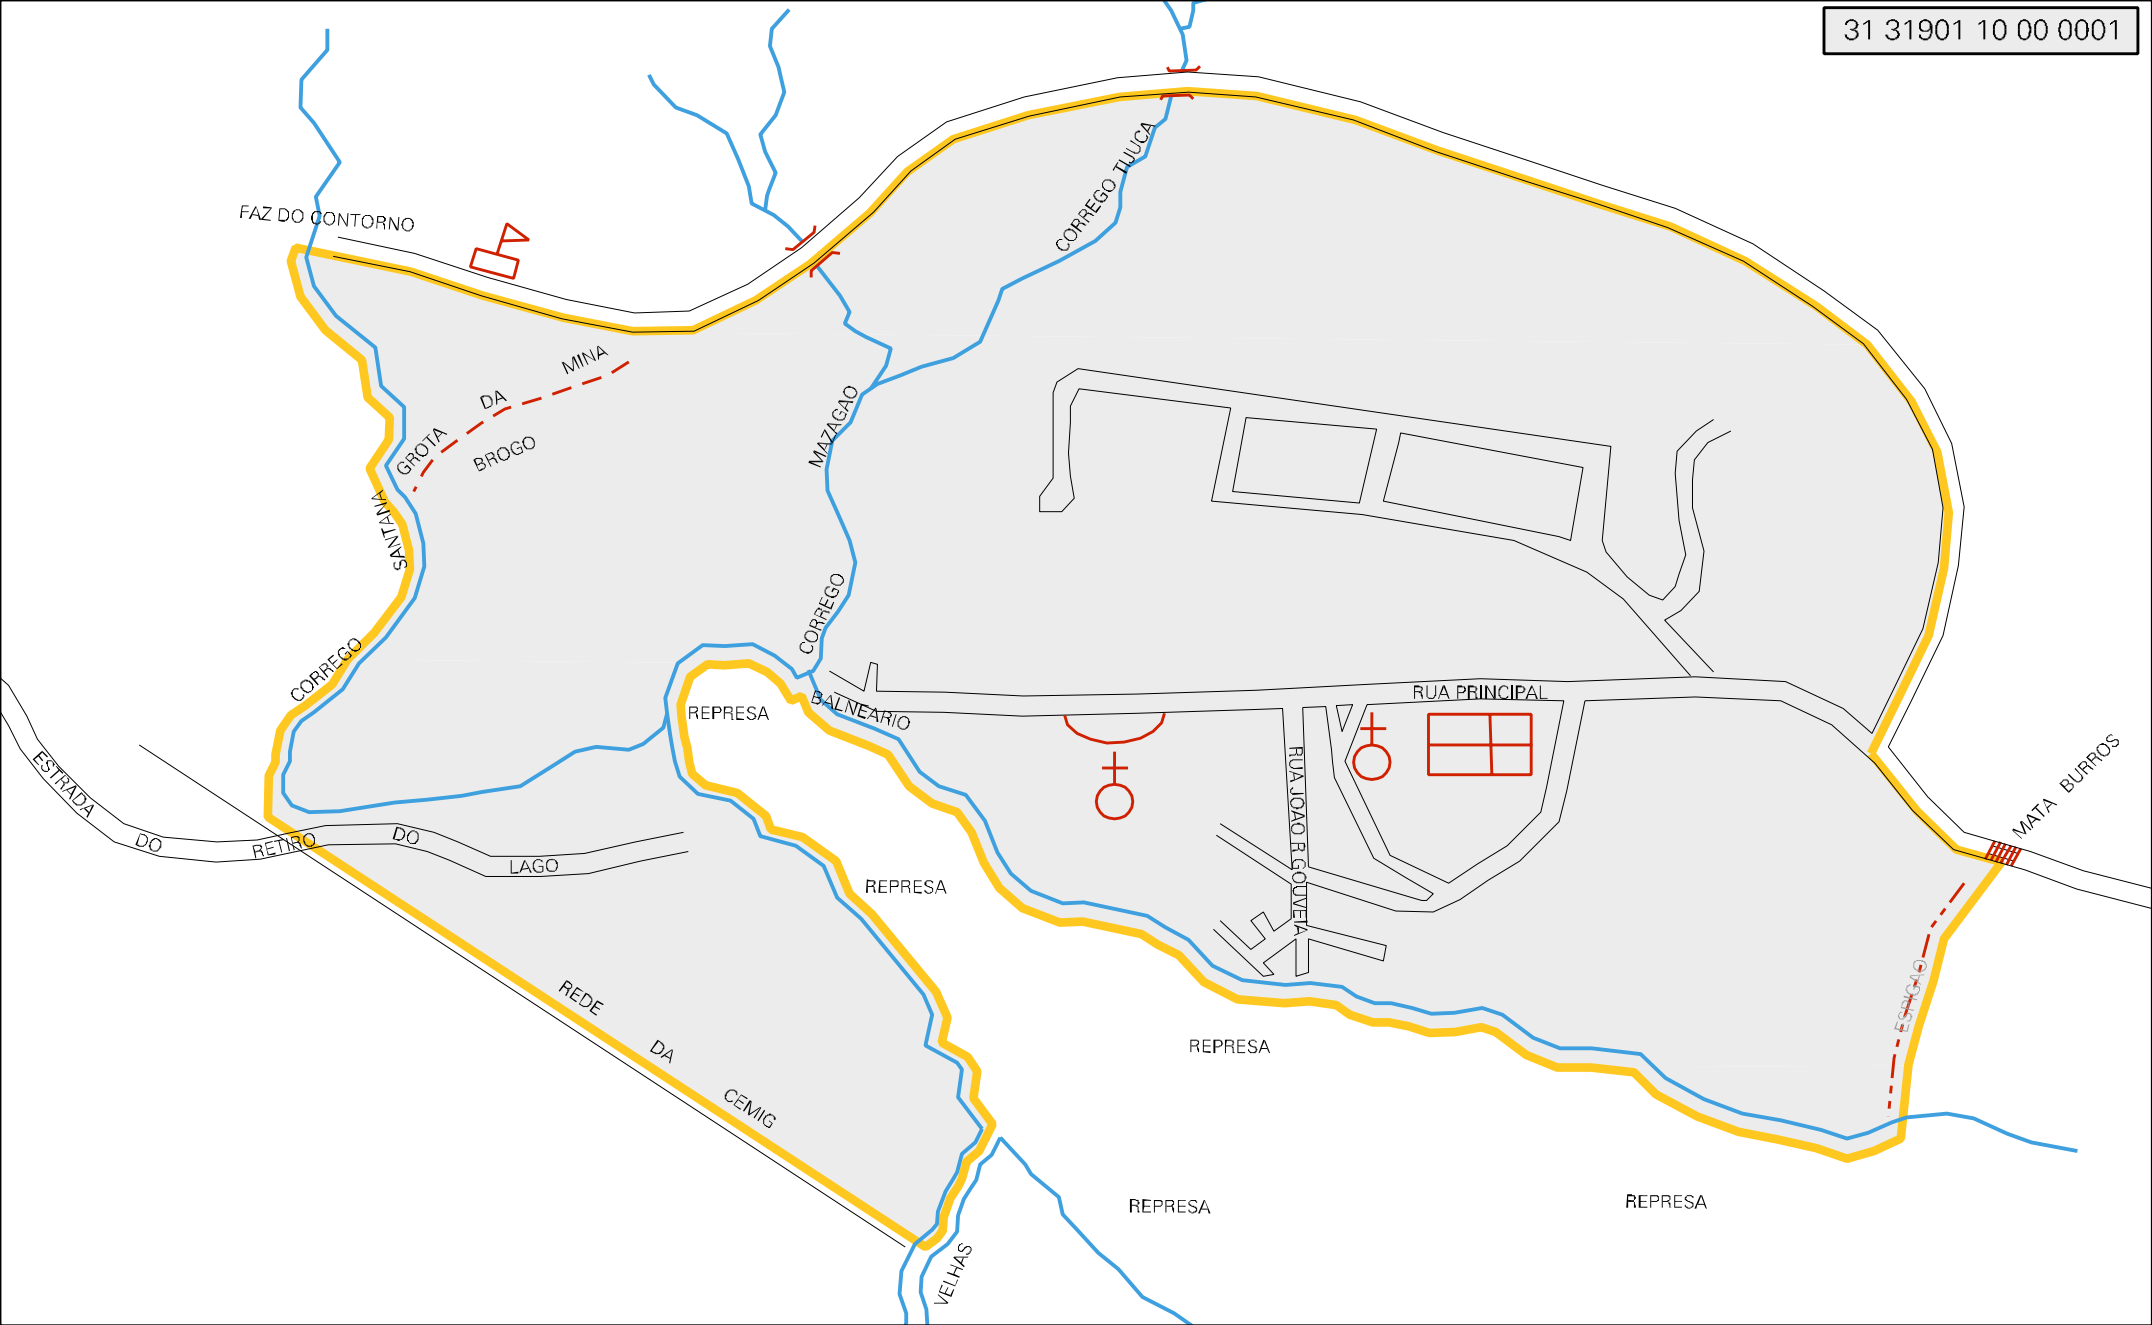 31 31901 10 00 0001
CORREGO TIJUCA
FAZ DO CONTORNO
GROTA DA MINA
BROGO
CORREGO MAZAGAO
CORREGO SANTANA
BALNEARIO
RUA PRINCIPAL
REPRESA
RUA JOAO R GOUVEIA
MATA BURROS
ESTRADA DO RETIRO DO LAGO
REPRESA
ESPIGAO
REDE DA CEMIG
REPRESA
REPRESA
REPRESA
VELHAS